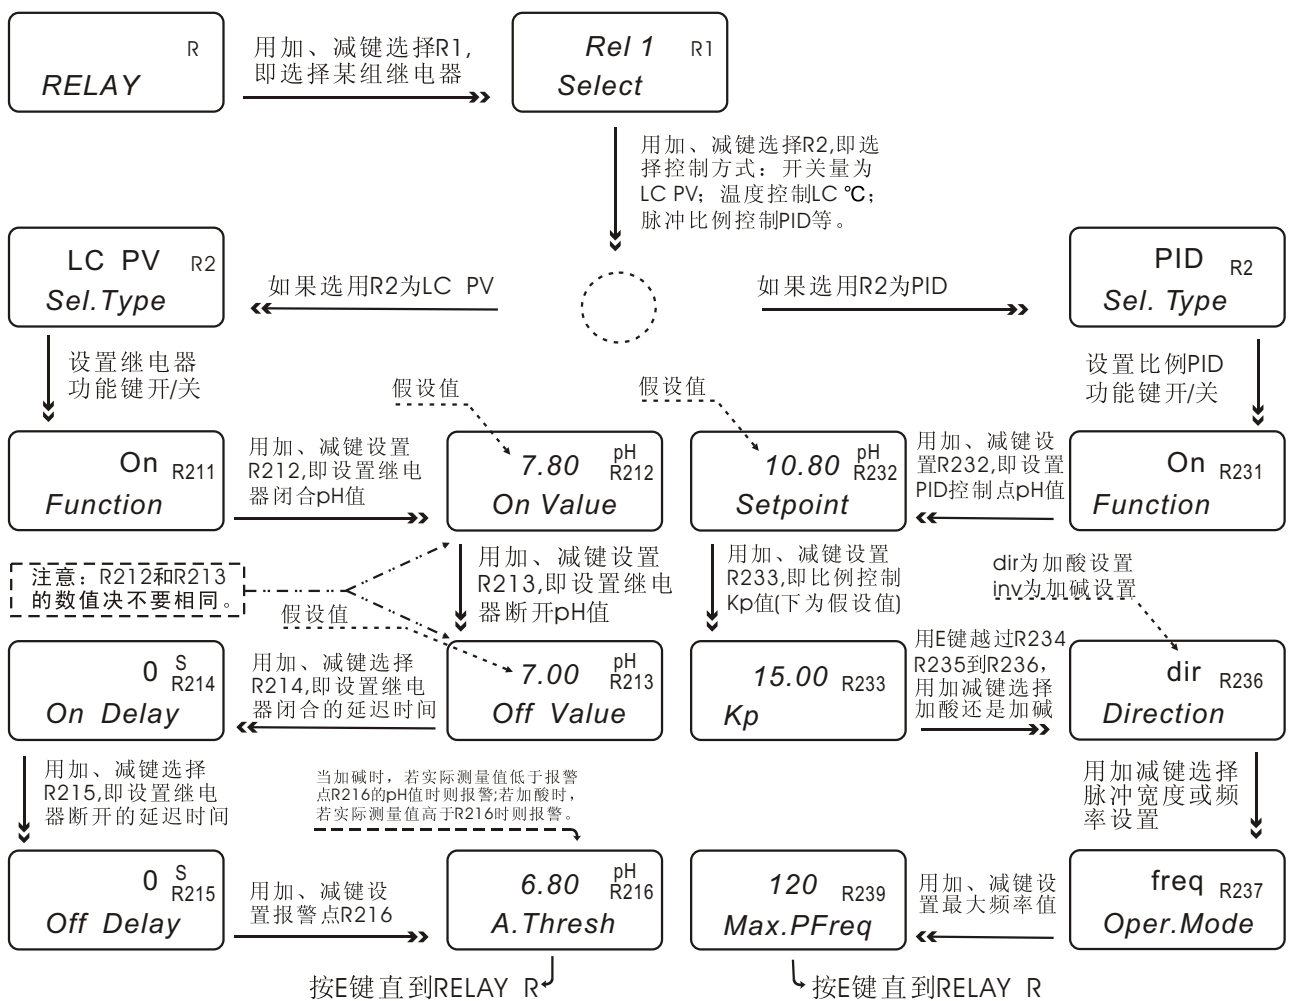 R
RELAY
用加、减键选择R1,
即选择某组继电器
Rel 1 R1
Select
用加、减键选择R2,即选
择控制方式：开关量为
LC PV；温度控制LC ℃；
脉冲比例控制PID等。
LC PV R2
Sel.Type
如果选用R2为LC PV
如果选用R2为PID
PID R2
Sel. Type
设置继电器
功能键开/关
设置比例PID
功能键开/关
假设值
假设值
On R211
Function
用加、减键设置
R212,即设置继电
器闭合pH值
7.80 pH
R212
On Value
10.80 pH
R232
Setpoint
用加、减键设
置R232,即设置
PID控制点pH值
On R231
Function
注意：R212和R213
的数值决不要相同。
假设值
用加、减键设置
R213,即设置继电
器断开pH值
用加、减键设置
R233,即比例控制
Kp值(下为假设值)
dir为加酸设置
inv为加碱设置
0 S
R214
On Delay
用加、减键选择
R214,即设置继电
器闭合的延迟时间
7.00 pH
R213
Off Value
15.00 R233
Kp
用E键越过R234
R235到R236，
用加减键选择
加酸还是加碱
dir R236
Direction
用加、减键选择
R215,即设置继电
器断开的延迟时间
当加碱时，若实际测量值低于报警
点R216的pH值时则报警;若加酸时，
若实际测量值高于R216时则报警。
用加减键选择
脉冲宽度或频
率设置
0 S
R215
Off Delay
用加、减键设
置报警点R216
6.80 pH
R216
A.Thresh
120 R239
Max.PFreq
用加、减键设
置最大频率值
freq R237
Oper.Mode
按E键直到RELAY R
按E键直到RELAY R